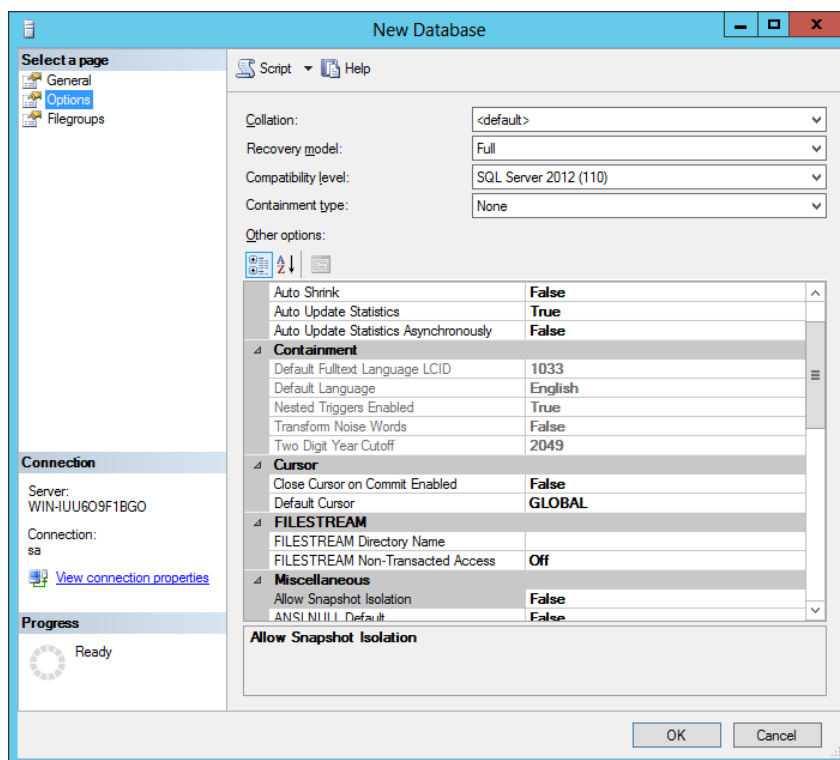 New Database
Select a page
General
Options
Filegroups
Script
Help
Collation: <default>
Recovery model: Full
Compatibility level: SQL Server 2012 (110)
Containment type: None
Other options:
Auto Shrink False
Auto Update Statistics True
Auto Update Statistics Asynchronously False
Containment
Default Fulltext Language LCID 1033
Default Language English
Nested Triggers Enabled True
Transform Noise Words False
Two Digit Year Cutoff 2049
Cursor
Close Cursor on Commit Enabled False
Default Cursor GLOBAL
FILESTREAM
FILESTREAM Directory Name
FILESTREAM Non-Transacted Access Off
Miscellaneous
Allow Snapshot Isolation False
ANSI NULL Default False
Allow Snapshot Isolation
Connection
Server:
WIN-IUU6O9F1BGO
Connection:
sa
View connection properties
Progress
Ready
OK
Cancel